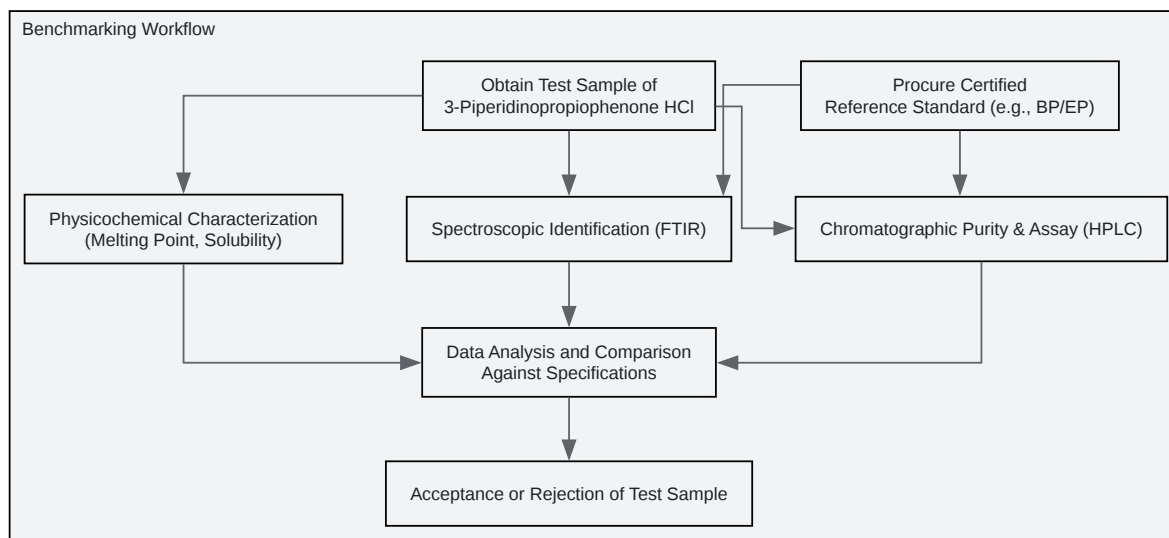 Benchmarking Workflow
Obtain Test Sample of
3-Piperidinopropiophenone HCl
Procure Certified
Reference Standard (e.g., BP/EP)
Physicochemical Characterization
(Melting Point, Solubility)
Spectroscopic Identification (FTIR)
Chromatographic Purity & Assay (HPLC)
Data Analysis and Comparison
Against Specifications
Acceptance or Rejection of Test Sample